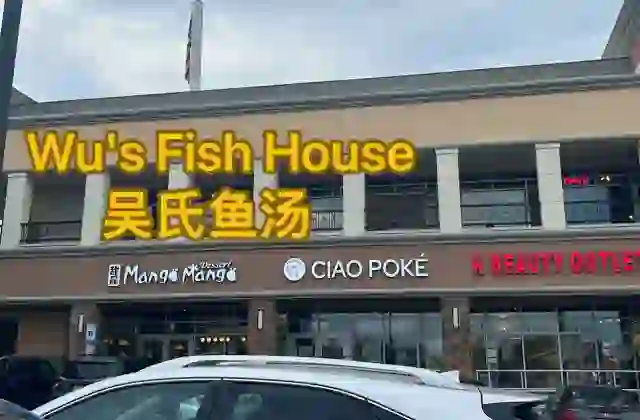 Wu's Fish House
吴氏鱼汤
Mango Mango Dessert
CIAO POKÉ
BEAUTY OUTLET